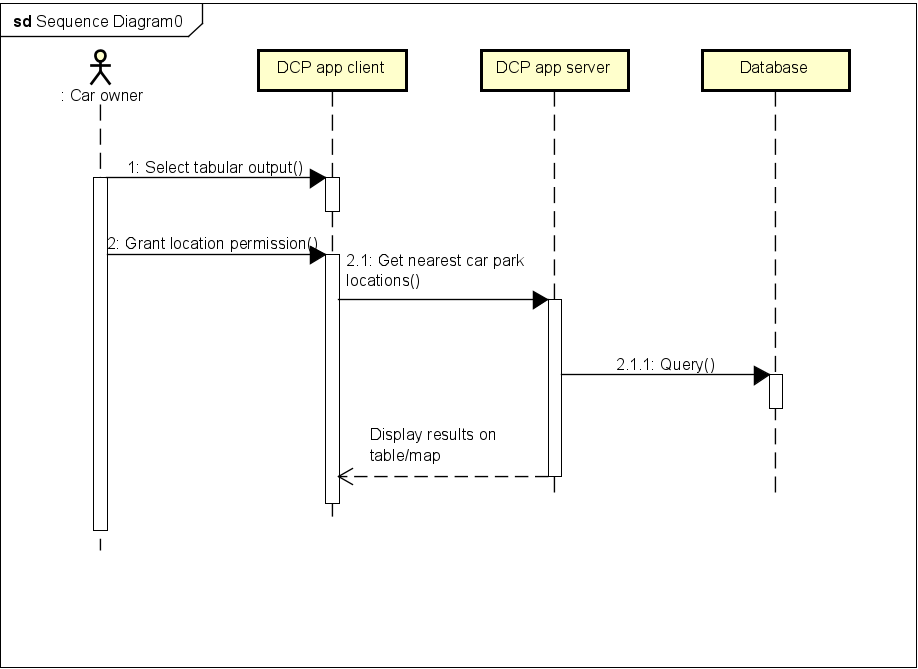 sd Sequence Diagram0
: Car owner
DCP app client
DCP app server
Database
1: Select tabular output()
2: Grant location permission()
2.1: Get nearest car park
locations()
2.1.1: Query()
Display results on
table/map